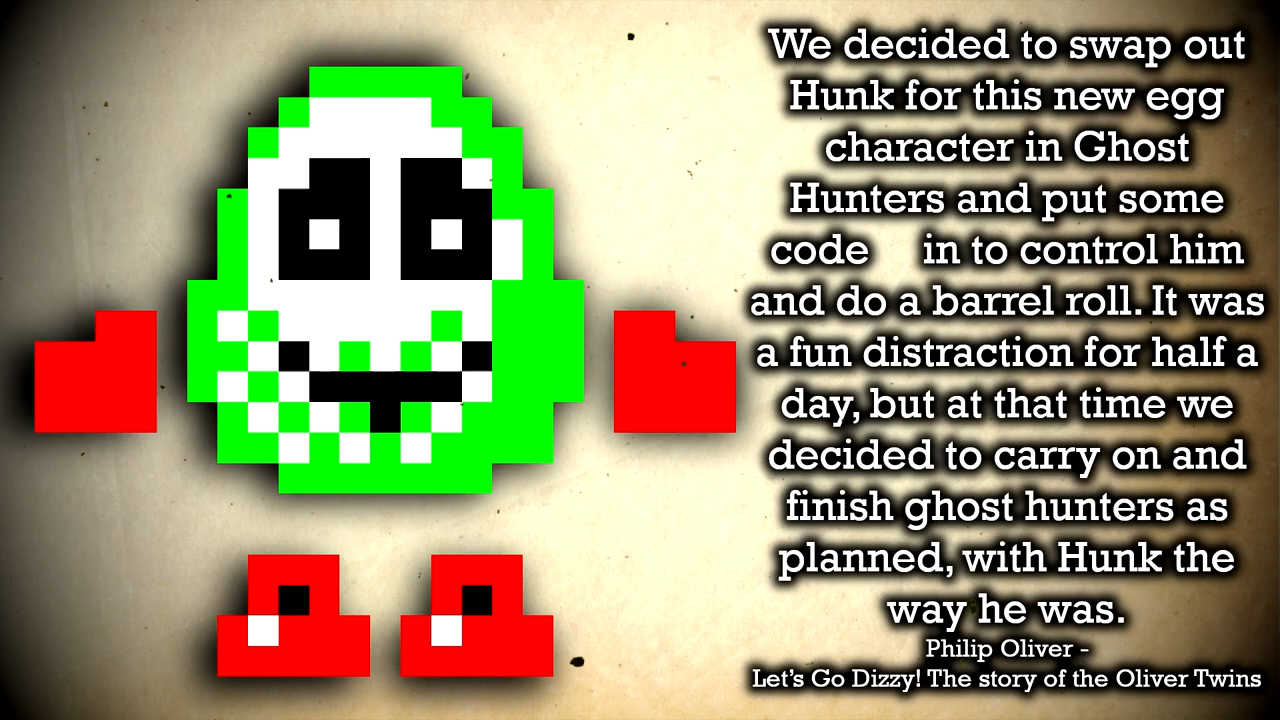 We decided to swap out
Hunk for this new egg
character in Ghost
Hunters and put some
code in to control him
and do a barrel roll. It was
a fun distraction for half a
day, but at that time we
decided to carry on and
finish ghost hunters as
planned, with Hunk the
way he was.
Philip Oliver -
Let's Go Dizzy! The story of the Oliver Twins